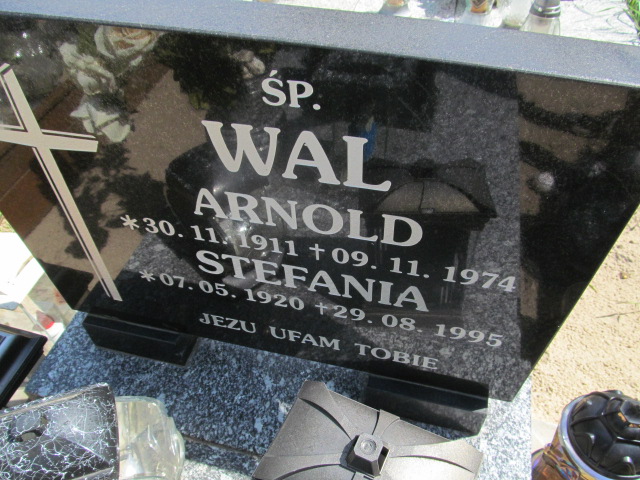 ŚP.
WAL
ARNOLD
*30. 11. 1911 +09. 11. 1974
STEFANIA
*07. 05. 1920 +29. 08. 1995
JEZU UFAM TOBIE